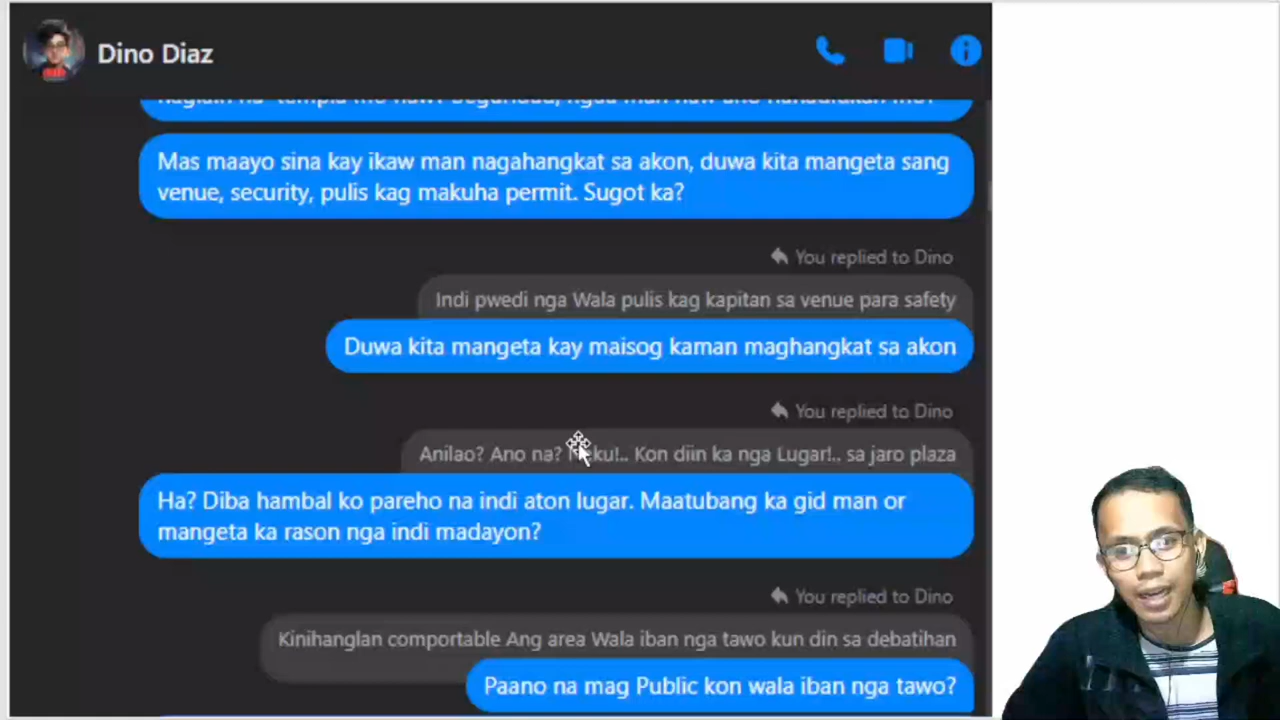 Dino Diaz
Mas maayo sina kay ikaw man nagahangkat sa akon, duwa kita mangeta sang
venue, security, pulis kag makuha permit. Sugot ka?
You replied to Dino
Indi pwedi nga Wala pulis kag kapitan sa venue para safety
Duwa kita mangeta kay maisog kaman maghangkat sa akon
You replied to Dino
Anilao? Ano na? !.. Kon diin ka nga Lugar!.. sa jaro plaza
Ha? Diba hambal ko pareho na indi aton lugar. Maatubang ka gid man or
mangeta ka rason nga indi madayon?
You replied to Dino
Kinihanglan comportable Ang area Wala iban nga tawo kun din sa debatihan
Paano na mag Public kon wala iban nga tawo?